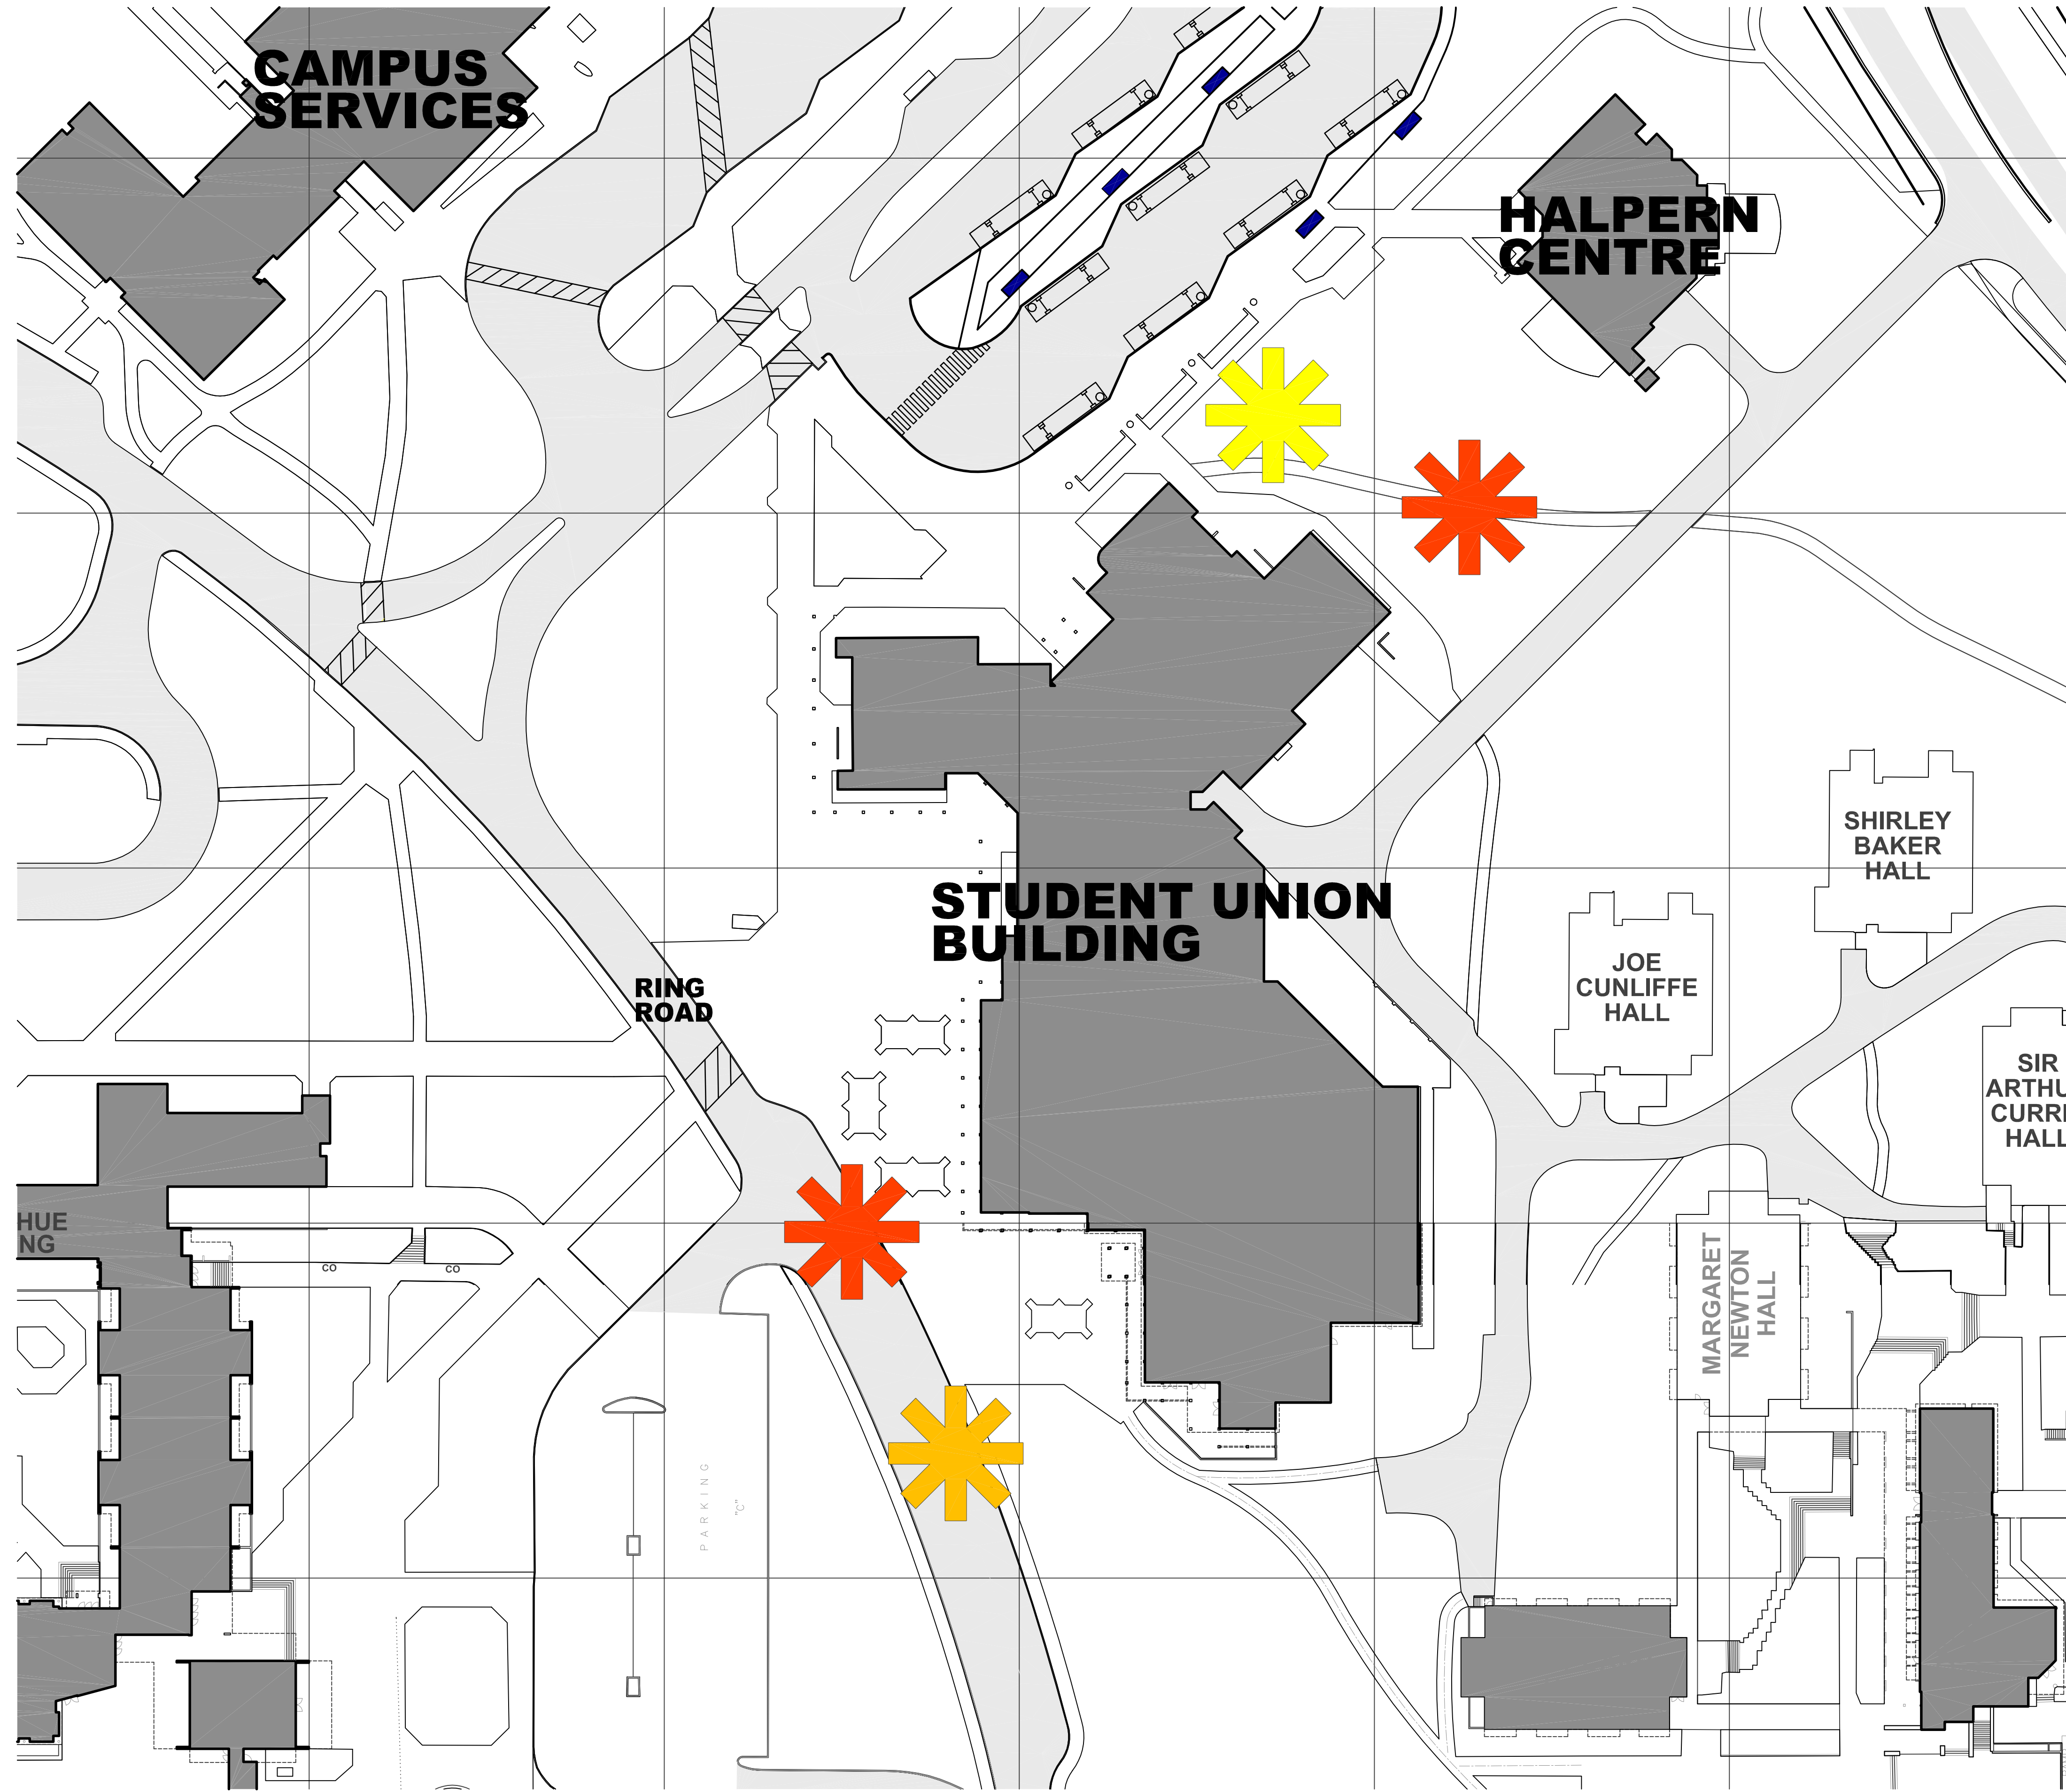 CAMPUS
SERVICES
HALPERN
CENTRE
SHIRLEY
BAKER
HALL
STUDENT UNION
BUILDING
JOE
CUNLIFFE
HALL
RING
ROAD
SIR
ARTHU
CURRI
HALL
HUE
NG
CO
CO
MARGARET
NEWTON
HALL
PARKING
"C"